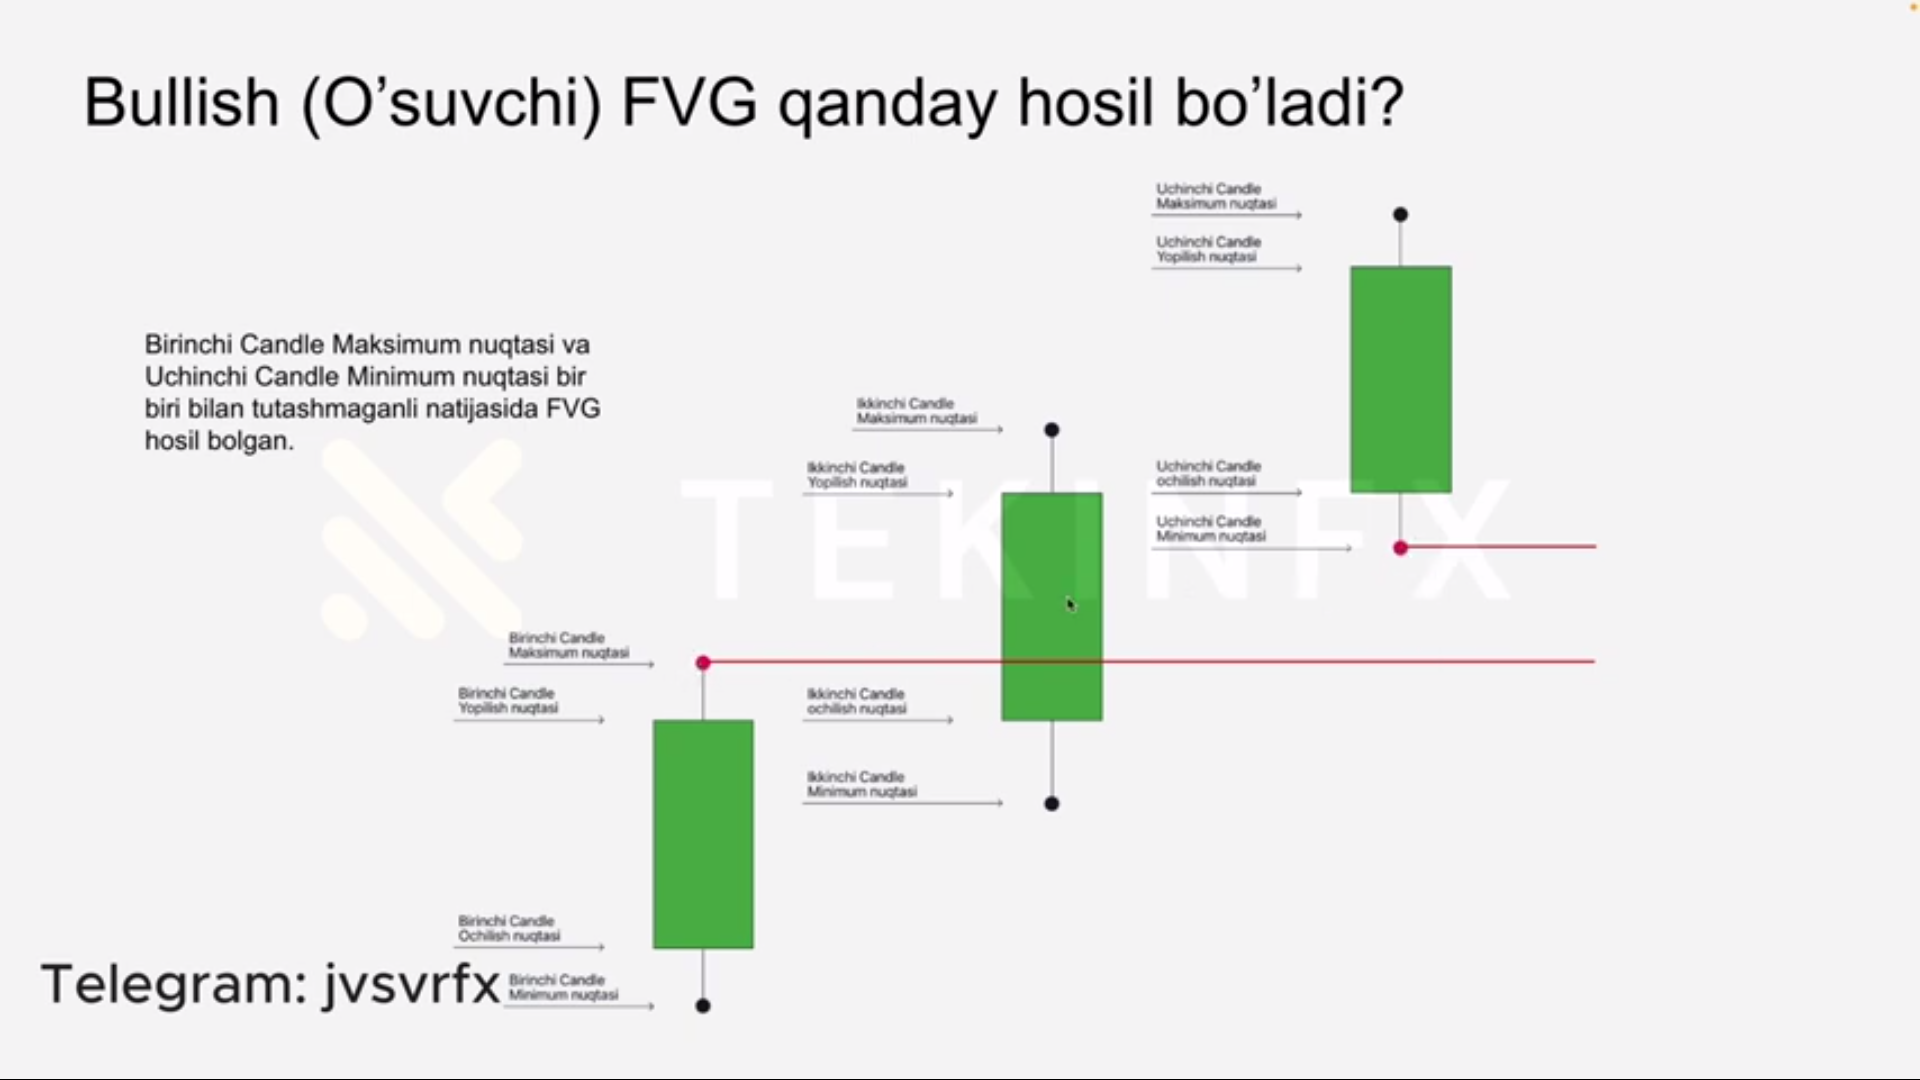 Bullish (O’suvchi) FVG qanday hosil bo’ladi?
Uchinchi Candle
Maksimum nuqtasi
Uchinchi Candle
Yopilish nuqtasi
Birinchi Candle Maksimum nuqtasi va
Uchinchi Candle Minimum nuqtasi bir
biri bilan tutashmaganli natijasida FVG
hosil bolgan.
Ikkinchi Candle
Maksimum nuqtasi
Ikkinchi Candle
Yopilish nuqtasi
Uchinchi Candle
ochilish nuqtasi
Uchinchi Candle
Minimum nuqtasi
TEKINFX
Birinchi Candle
Maksimum nuqtasi
Birinchi Candle
Yopilish nuqtasi
Ikkinchi Candle
ochilish nuqtasi
Ikkinchi Candle
Minimum nuqtasi
Birinchi Candle
Ochilish nuqtasi
Telegram: jvsvrfx
Birinchi Candle
Minimum nuqtasi